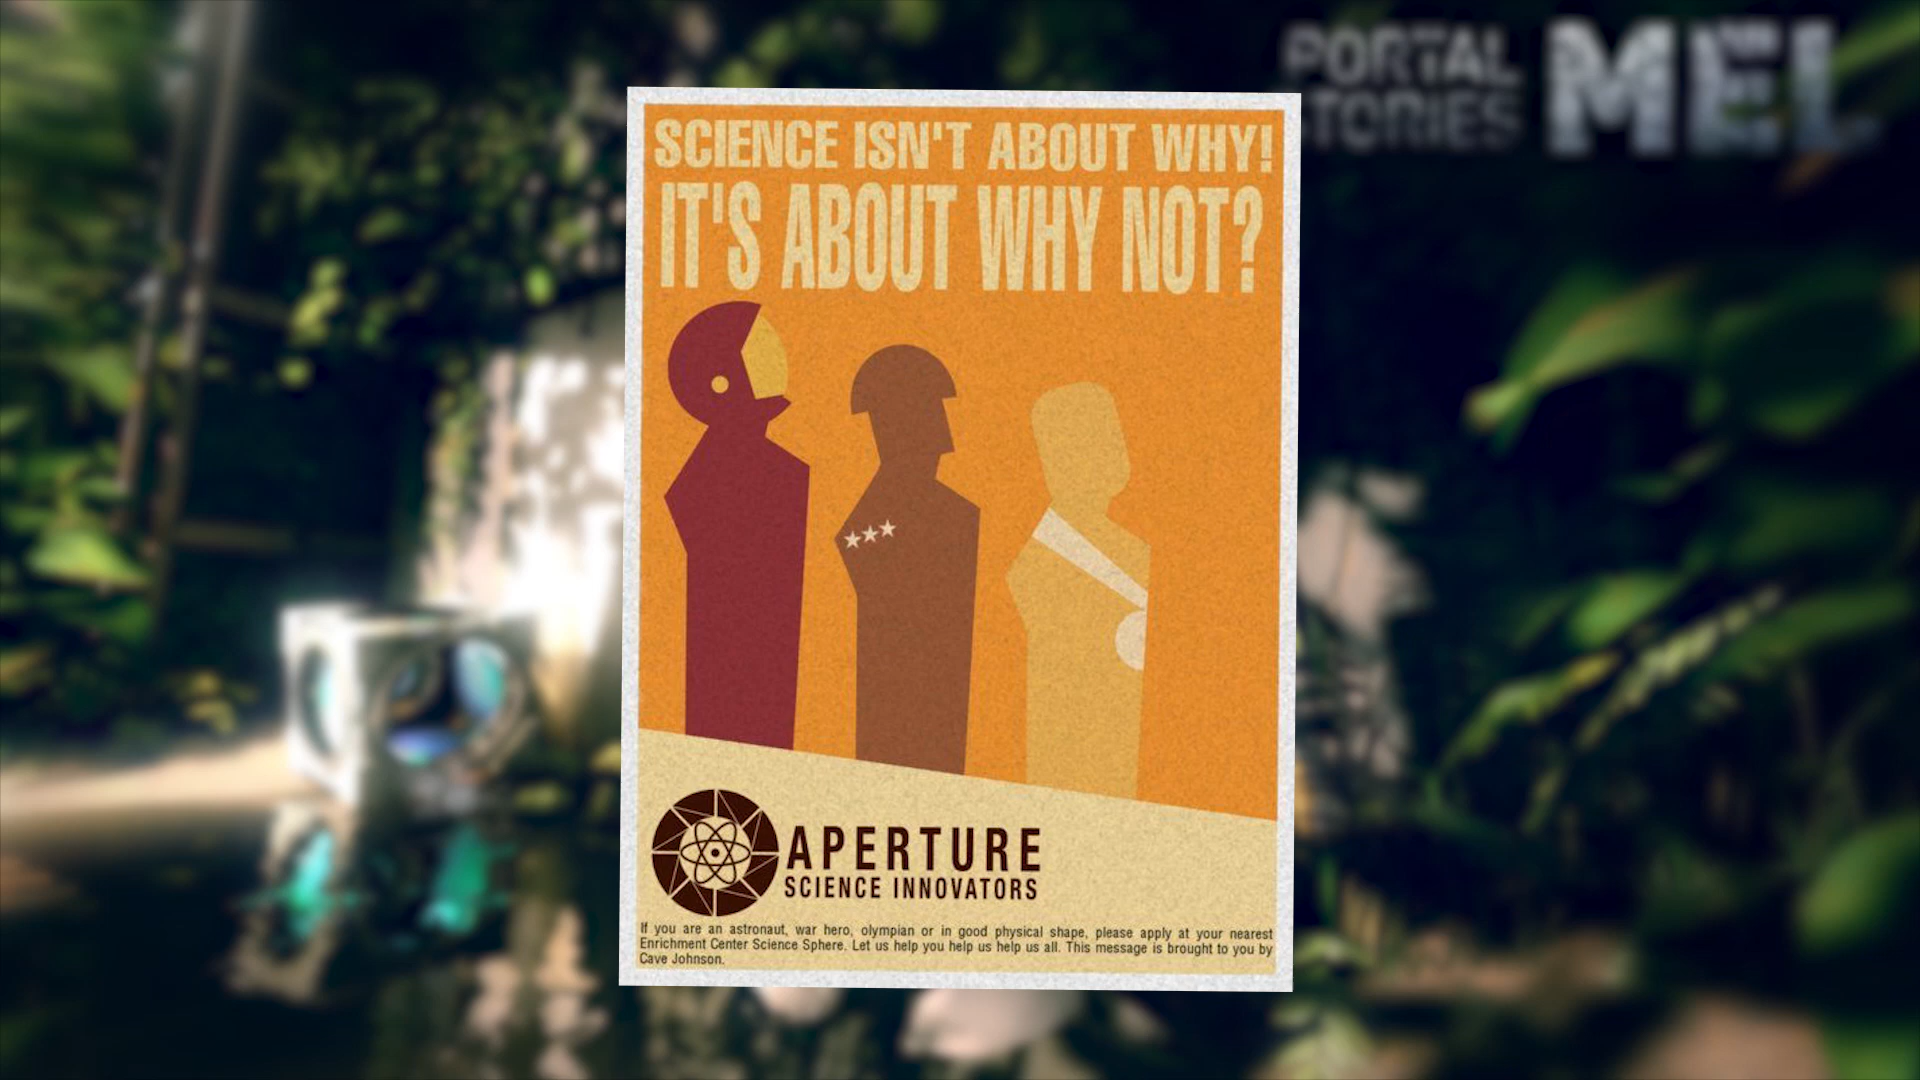 PORTAL
STORIES
MEL
SCIENCE ISN'T ABOUT WHY!
IT'S ABOUT WHY NOT?
APERTURE
SCIENCE INNOVATORS
If you are an astronaut, war hero, olympian or in good physical shape, please apply at your nearest
Enrichment Center Science Sphere. Let us help you help us help us all. This message is brought to you by
Cave Johnson.